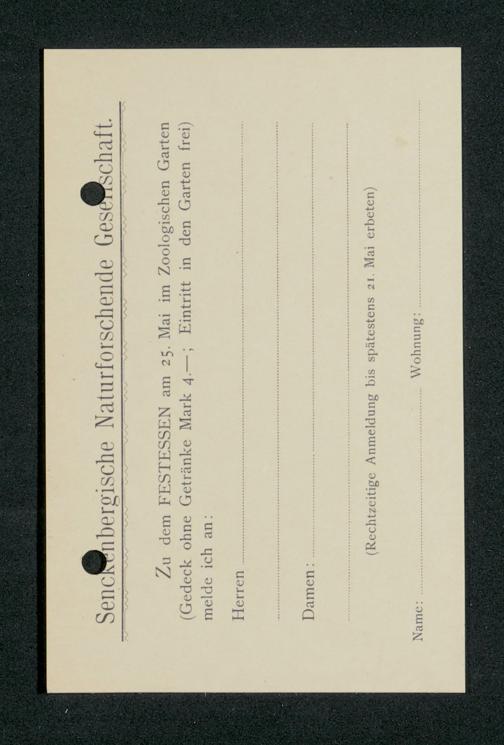 Senckenbergische Naturforschende Gesellschaft.
Zu dem FESTESSEN am 25. Mai im Zoologischen Garten
(Gedeck ohne Getränke Mark 4.—; Eintritt in den Garten frei)
melde ich an:
Herren
Damen:
(Rechtzeitige Anmeldung bis spätestens 21. Mai erbeten)
Name: Wohnung: